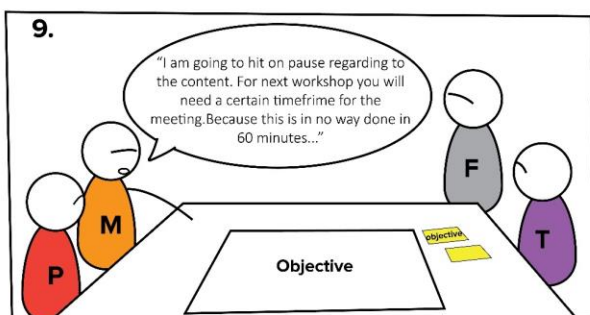 9.
“I am going to hit on pause regarding to
the content. For next workshop you will
need a certain timefrime for the
meeting.Because this is in no way done in
60 minutes...”
F
M
T
P
objective
Objective